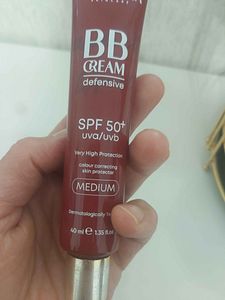 BB
CREAM
defensive
SPF 50+
uva/uvb
Very High Protection
colour correcting
skin protector
MEDIUM
Dermatologically
40 ml e 1.35 fl.